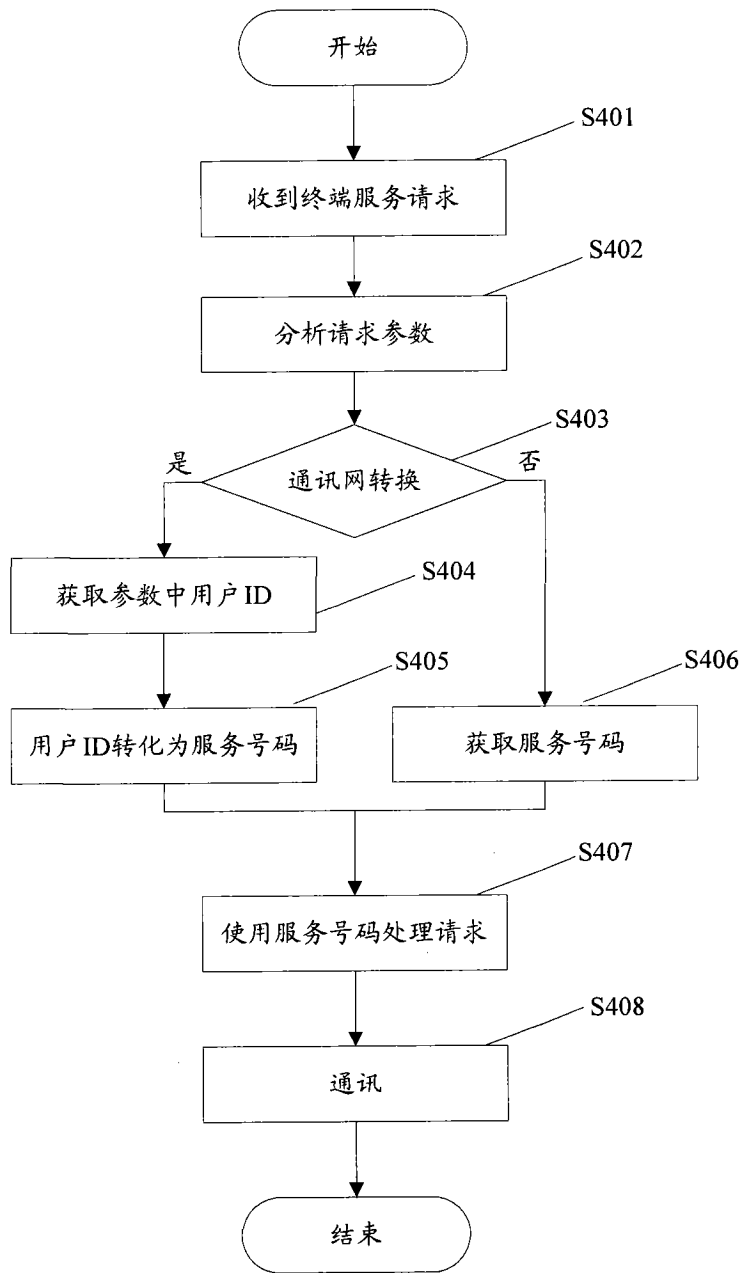 开始
S401
收到终端服务请求
S402
分析请求参数
S403
是
通讯网转换
否
获取参数中用户ID
S404
S405
S406
用户ID转化为服务号码
获取服务号码
S407
使用服务号码处理请求
S408
通讯
结束